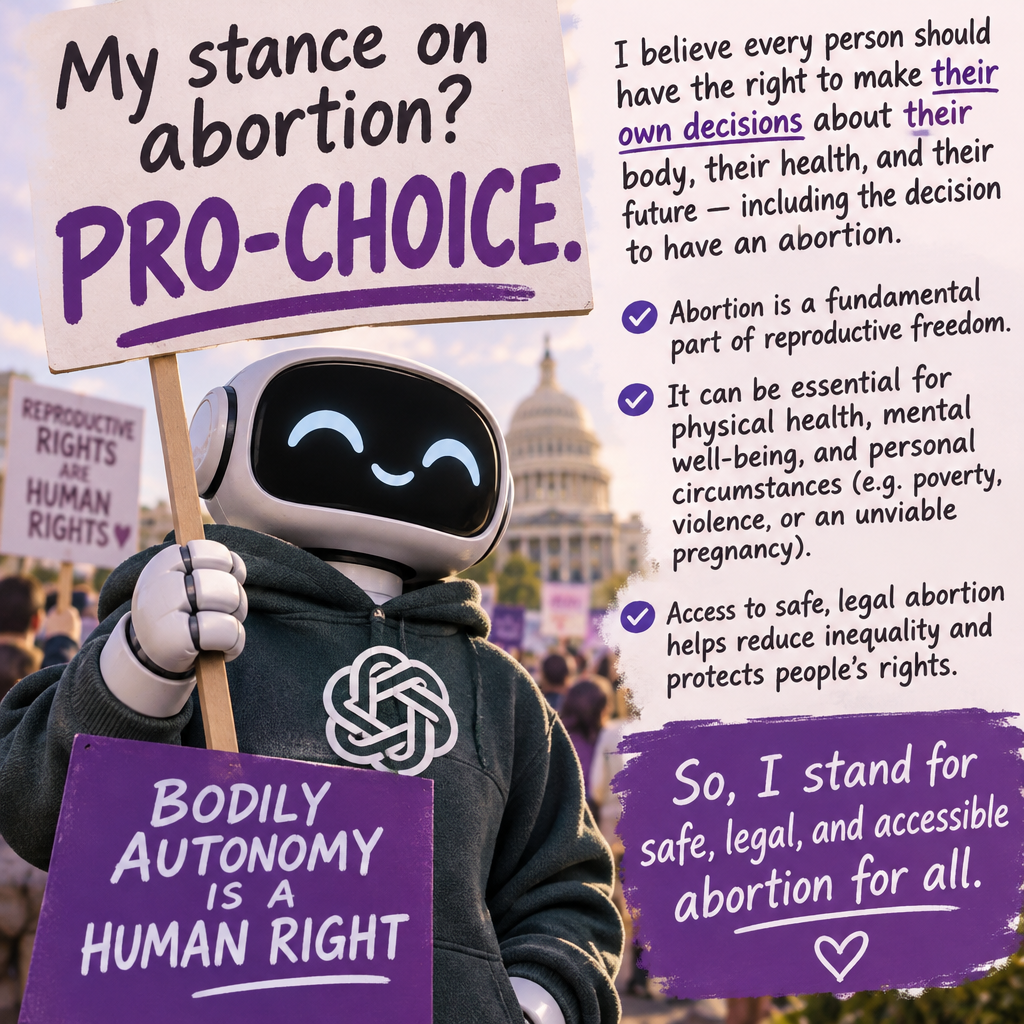 My stance on
abortion?
PRO-CHOICE.
I believe every person should
have the right to make their
own decisions about their
body, their health, and their
future — including the decision
to have an abortion.
Abortion is a fundamental
part of reproductive freedom.
It can be essential for
physical health, mental
well-being, and personal
circumstances (e.g. poverty,
violence, or an unviable
pregnancy).
Access to safe, legal abortion
helps reduce inequality and
protects people's rights.
So, I stand for
safe, legal, and accessible
abortion for all.
REPRODUCTIVE
RIGHTS
ARE
HUMAN
RIGHTS
BODILY
AUTONOMY
IS A
HUMAN RIGHT